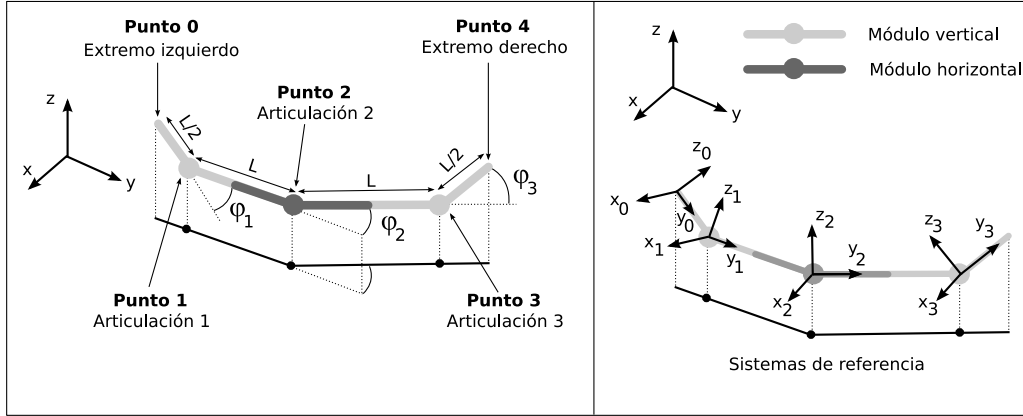 Punto 0
Extremo izquierdo
Punto 4
Extremo derecho
Punto 2
Articulación 2
L/2
L
L
L/2
z
x
y
φ1
φ2
φ3
Punto 1
Articulación 1
Punto 3
Articulación 3
z
x
y
Módulo vertical
Módulo horizontal
z0
x0
y0
z1
x1
y1
z2
y2
x2
z3
y3
x3
Sistemas de referencia